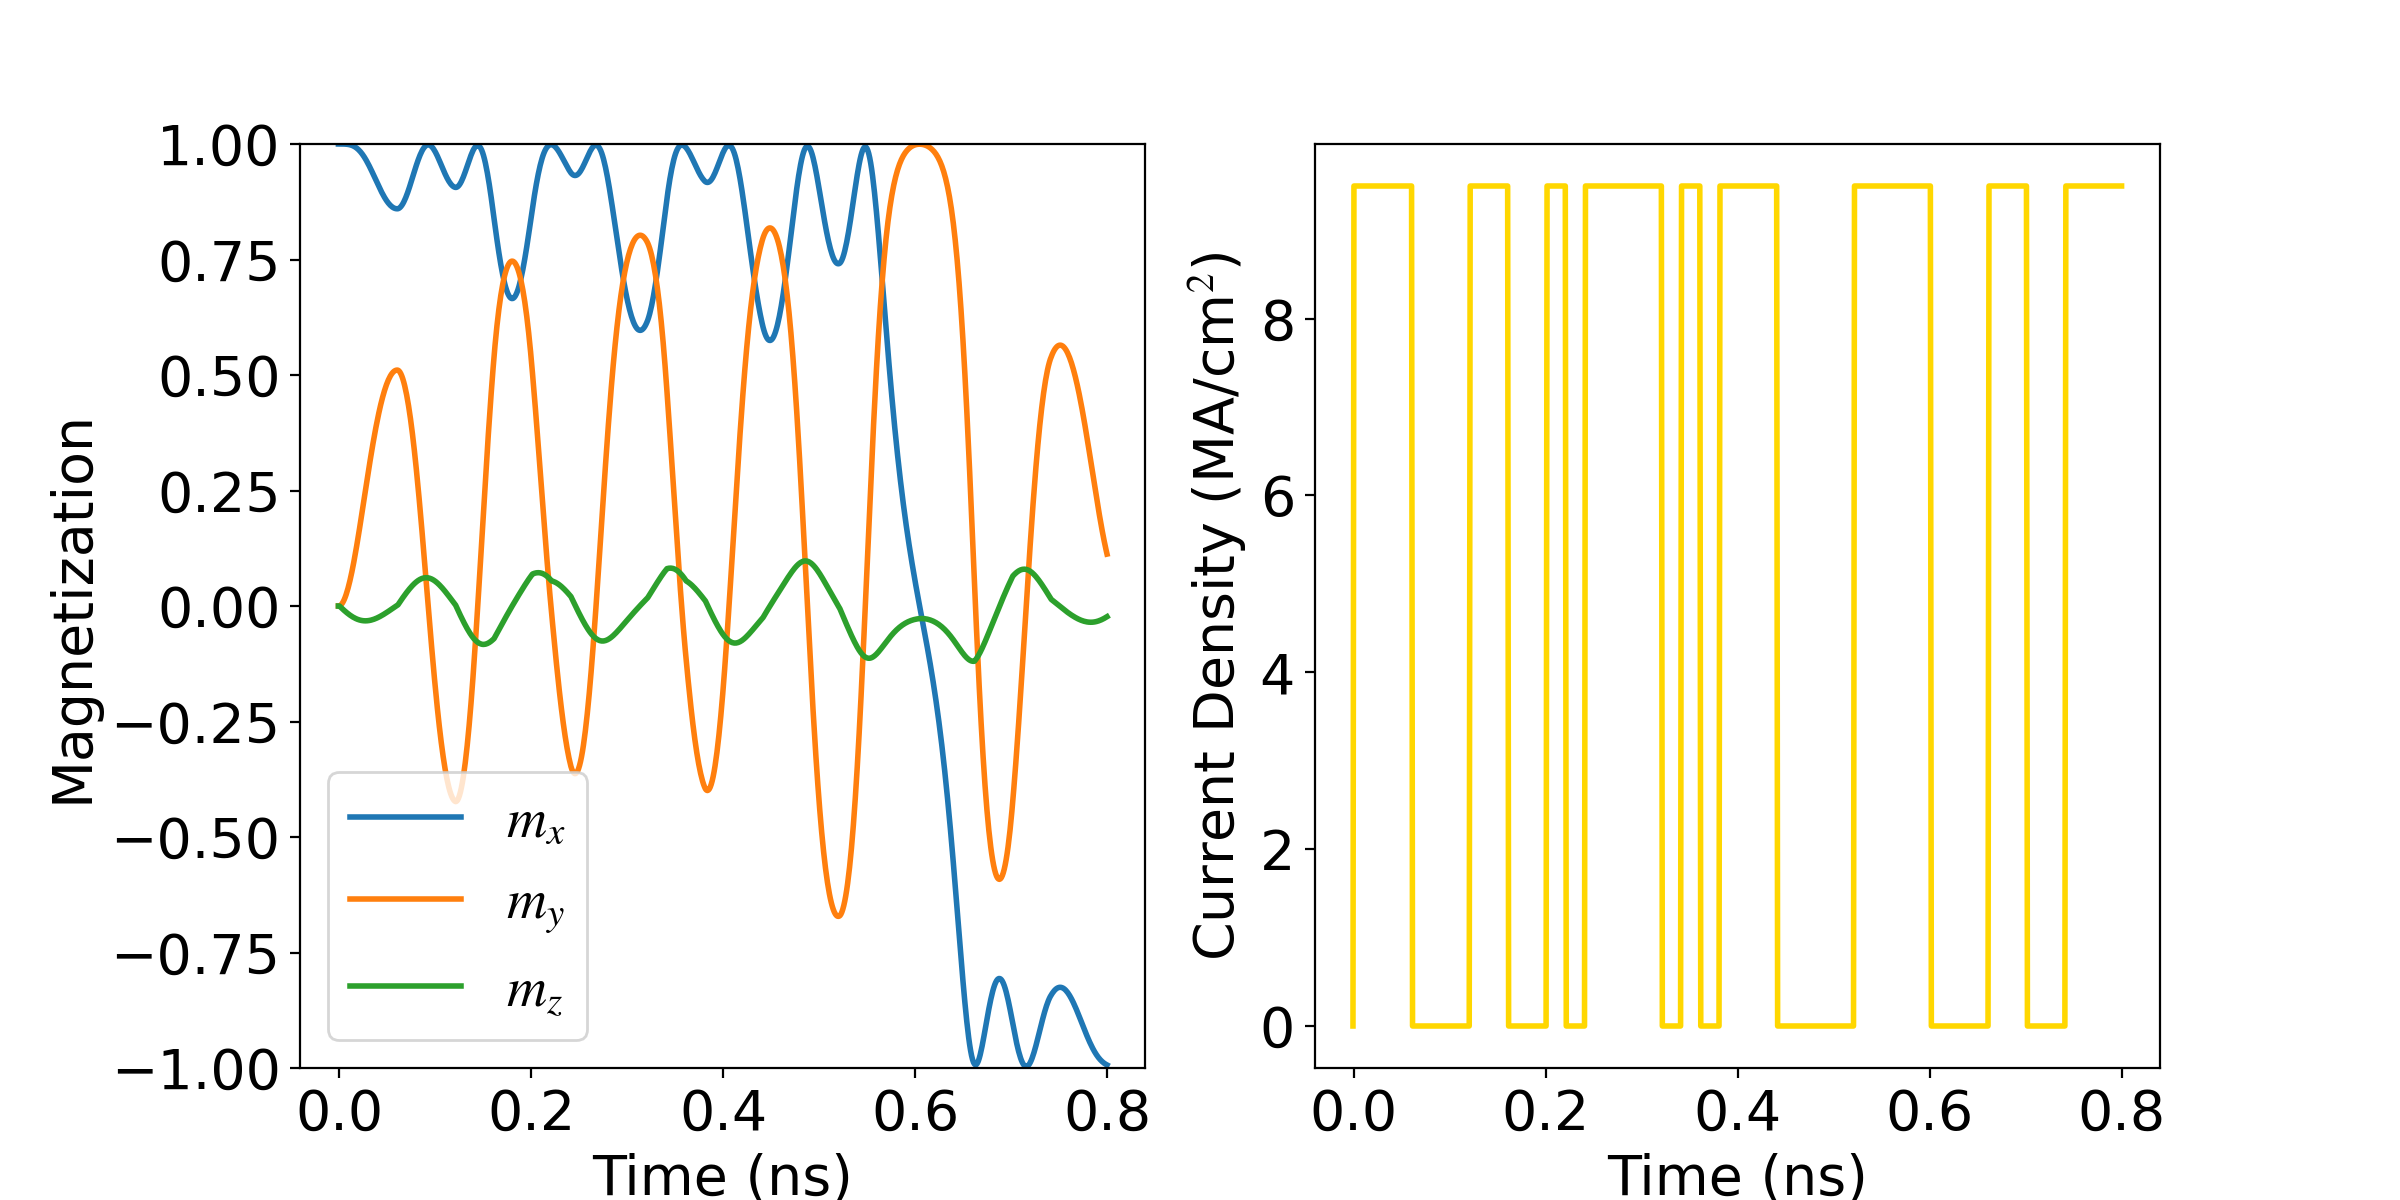 Magnetization
1.00
0.75
0.50
0.25
0.00
−0.25
−0.50
−0.75
−1.00
0.0 0.2 0.4 0.6 0.8
Time (ns)
m_x
m_y
m_z
Current Density (MA/cm²)
8
6
4
2
0
0.0 0.2 0.4 0.6 0.8
Time (ns)